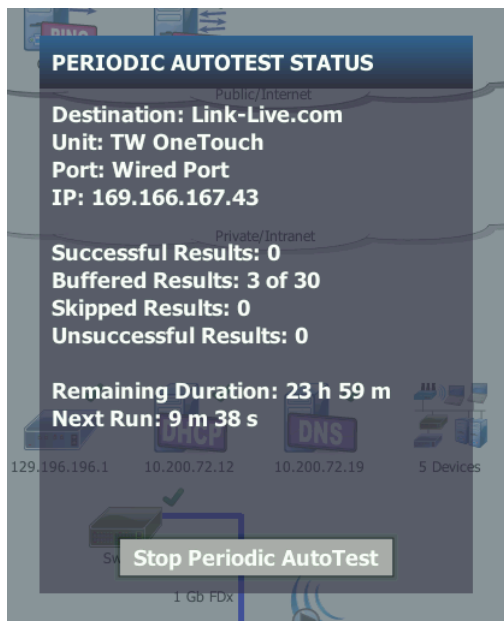 PING
PERIODIC AUTOTEST STATUS
Public/Internet
Destination: Link-Live.com
Unit: TW OneTouch
Port: Wired Port
IP: 169.166.167.43
Private/Intranet
Successful Results: 0
Buffered Results: 3 of 30
Skipped Results: 0
Unsuccessful Results: 0
Remaining Duration: 23 h 59 m
Next Run: 9 m 38 s
DHCP
DNS
129.196.196.1
10.200.72.12
10.200.72.19
5 Devices
Sw
Stop Periodic AutoTest
1 Gb FDx